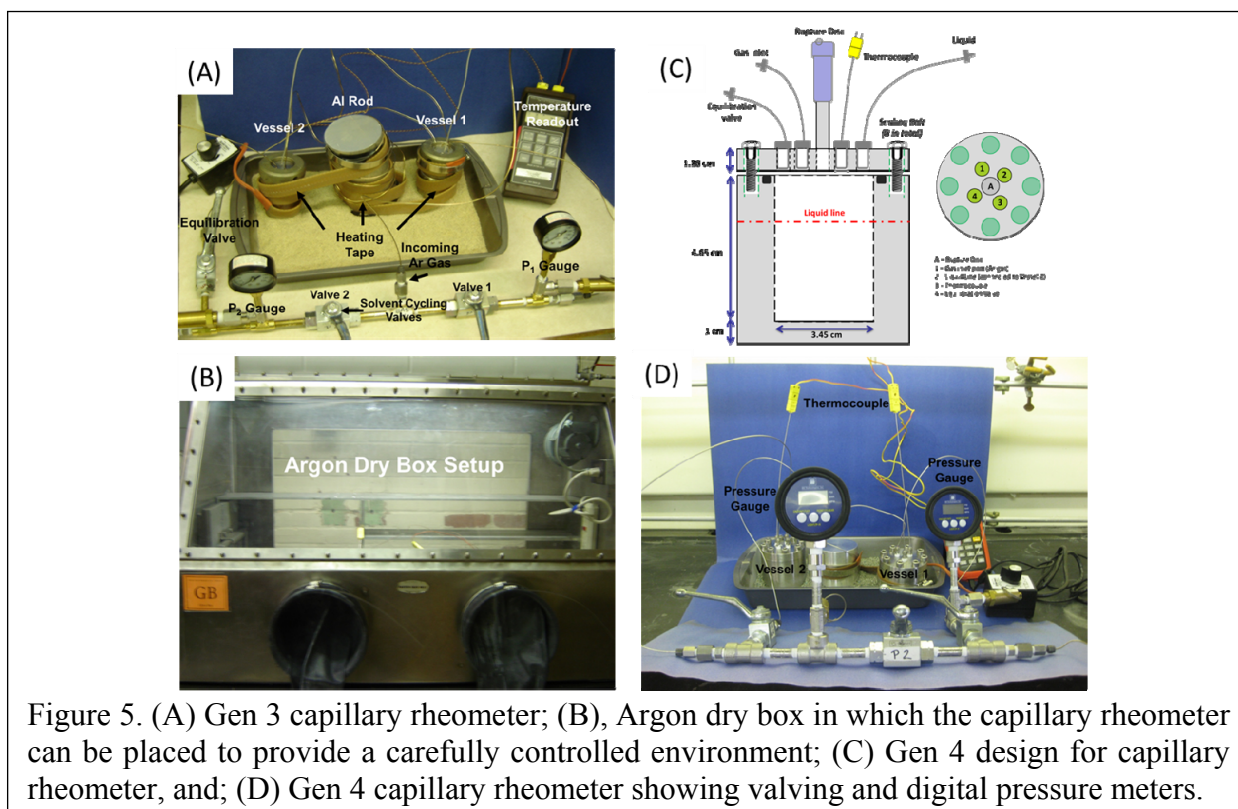 (A)
Al Rod
Vessel 2
Vessel 1
Temperature
Readout
Equilibration
Valve
Heating
Tape
Incoming
Ar Gas
P1 Gauge
P2 Gauge
Valve 2
Valve 1
Solvent Cycling
Valves
(C)
Rupture Disc
Gas inlet
Thermocouple
Liquid
Equilibration
valve
Sealing Bolt
(8 in total)
Liquid line
1 cm
3.45 cm
1
2
A
4
3
A - Rupture Disc
(B)
Argon Dry Box Setup
GB
(D)
Thermocouple
Pressure
Gauge
Pressure
Gauge
Vessel 2
Vessel 1
P2
Figure 5. (A) Gen 3 capillary rheometer; (B), Argon dry box in which the capillary rheometer
can be placed to provide a carefully controlled environment; (C) Gen 4 design for capillary
rheometer, and; (D) Gen 4 capillary rheometer showing valving and digital pressure meters.